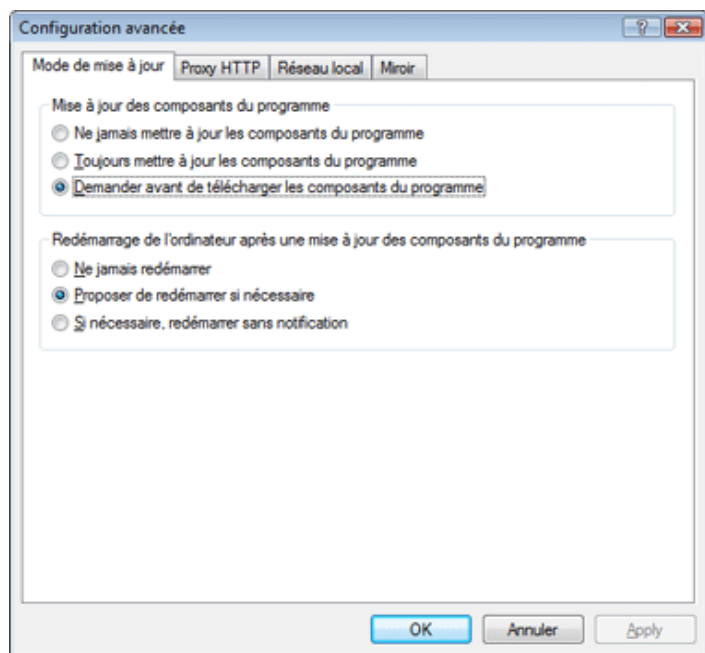 Configuration avancée
Mode de mise à jour Proxy HTTP Réseau local Miroir
Mise à jour des composants du programme
Ne jamais mettre à jour les composants du programme
Toujours mettre à jour les composants du programme
Demander avant de télécharger les composants du programme
Redémarrage de l'ordinateur après une mise à jour des composants du programme
Ne jamais redémarrer
Proposer de redémarrer si nécessaire
Si nécessaire, redémarrer sans notification
OK Annuler Apply